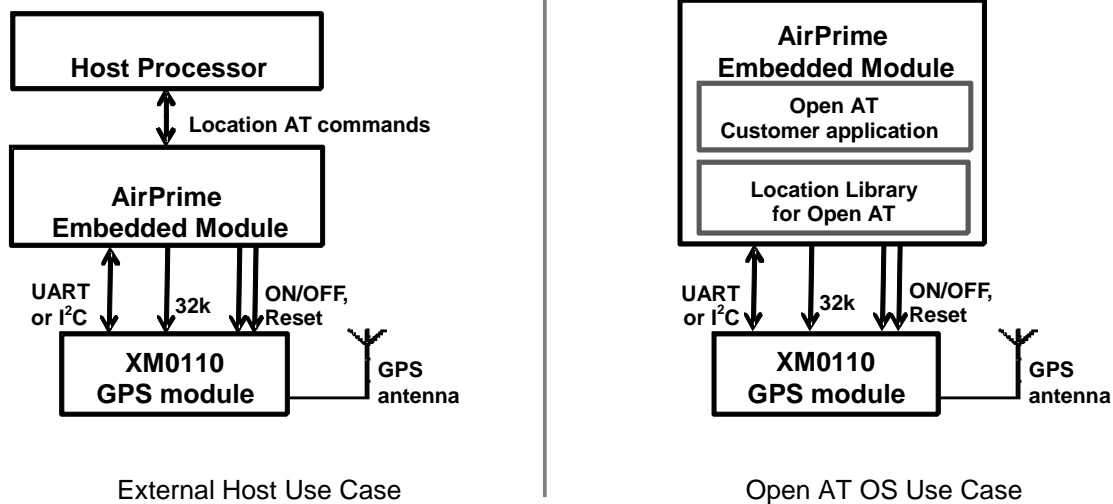 Host Processor
Location AT commands
AirPrime
Embedded Module
UART
or I²C
32k
ON/OFF,
Reset
XM0110
GPS module
GPS
antenna
External Host Use Case
AirPrime
Embedded Module
Open AT
Customer application
Location Library
for Open AT
UART
or I²C
32k
ON/OFF,
Reset
XM0110
GPS module
GPS
antenna
Open AT OS Use Case